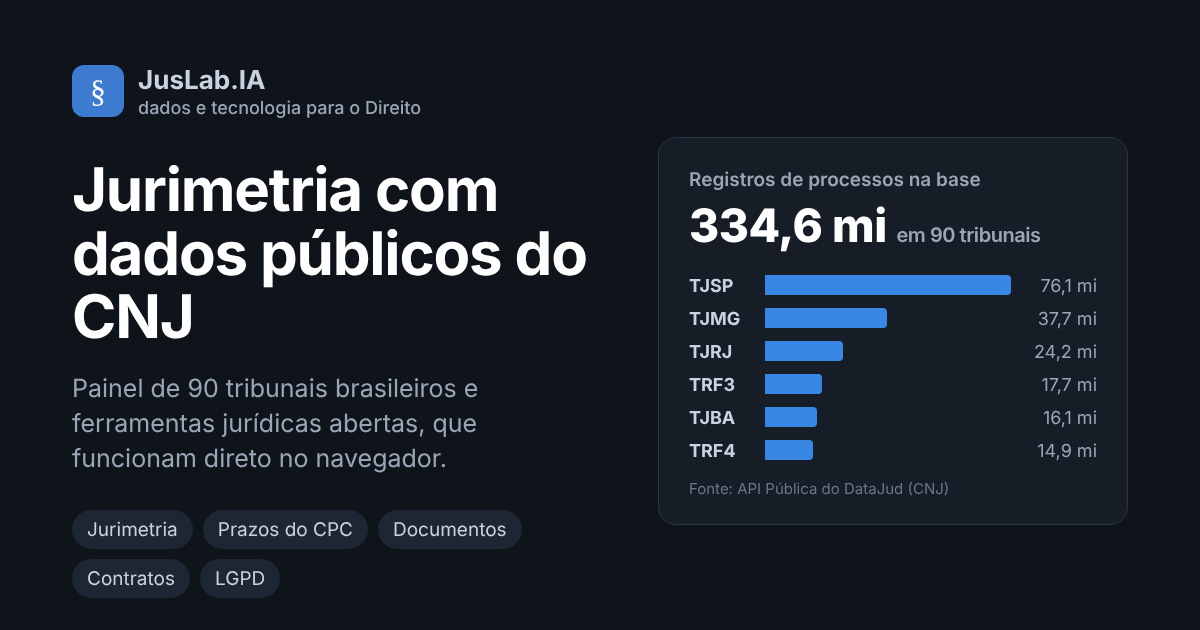 §
JusLab.IA
dados e tecnologia para o Direito
Jurimetria com
dados públicos do
CNJ
Painel de 90 tribunais brasileiros e
ferramentas jurídicas abertas, que
funcionam direto no navegador.
Jurimetria Prazos do CPC Documentos
Contratos LGPD
Registros de processos na base
334,6 mi em 90 tribunais
TJSP 76,1 mi
TJMG 37,7 mi
TJRJ 24,2 mi
TRF3 17,7 mi
TJBA 16,1 mi
TRF4 14,9 mi
Fonte: API Pública do DataJud (CNJ)